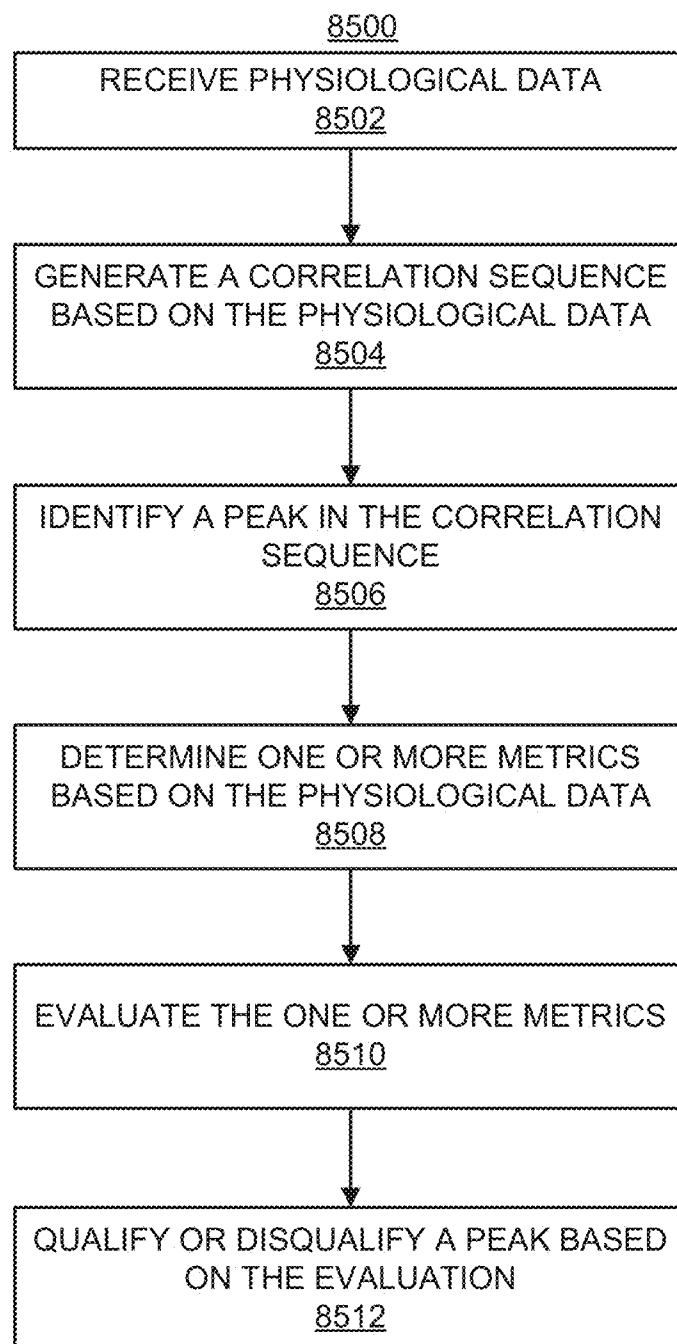 8500
RECEIVE PHYSIOLOGICAL DATA
8502
GENERATE A CORRELATION SEQUENCE
BASED ON THE PHYSIOLOGICAL DATA
8504
IDENTIFY A PEAK IN THE CORRELATION
SEQUENCE
8506
DETERMINE ONE OR MORE METRICS
BASED ON THE PHYSIOLOGICAL DATA
8508
EVALUATE THE ONE OR MORE METRICS
8510
QUALIFY OR DISQUALIFY A PEAK BASED
ON THE EVALUATION
8512